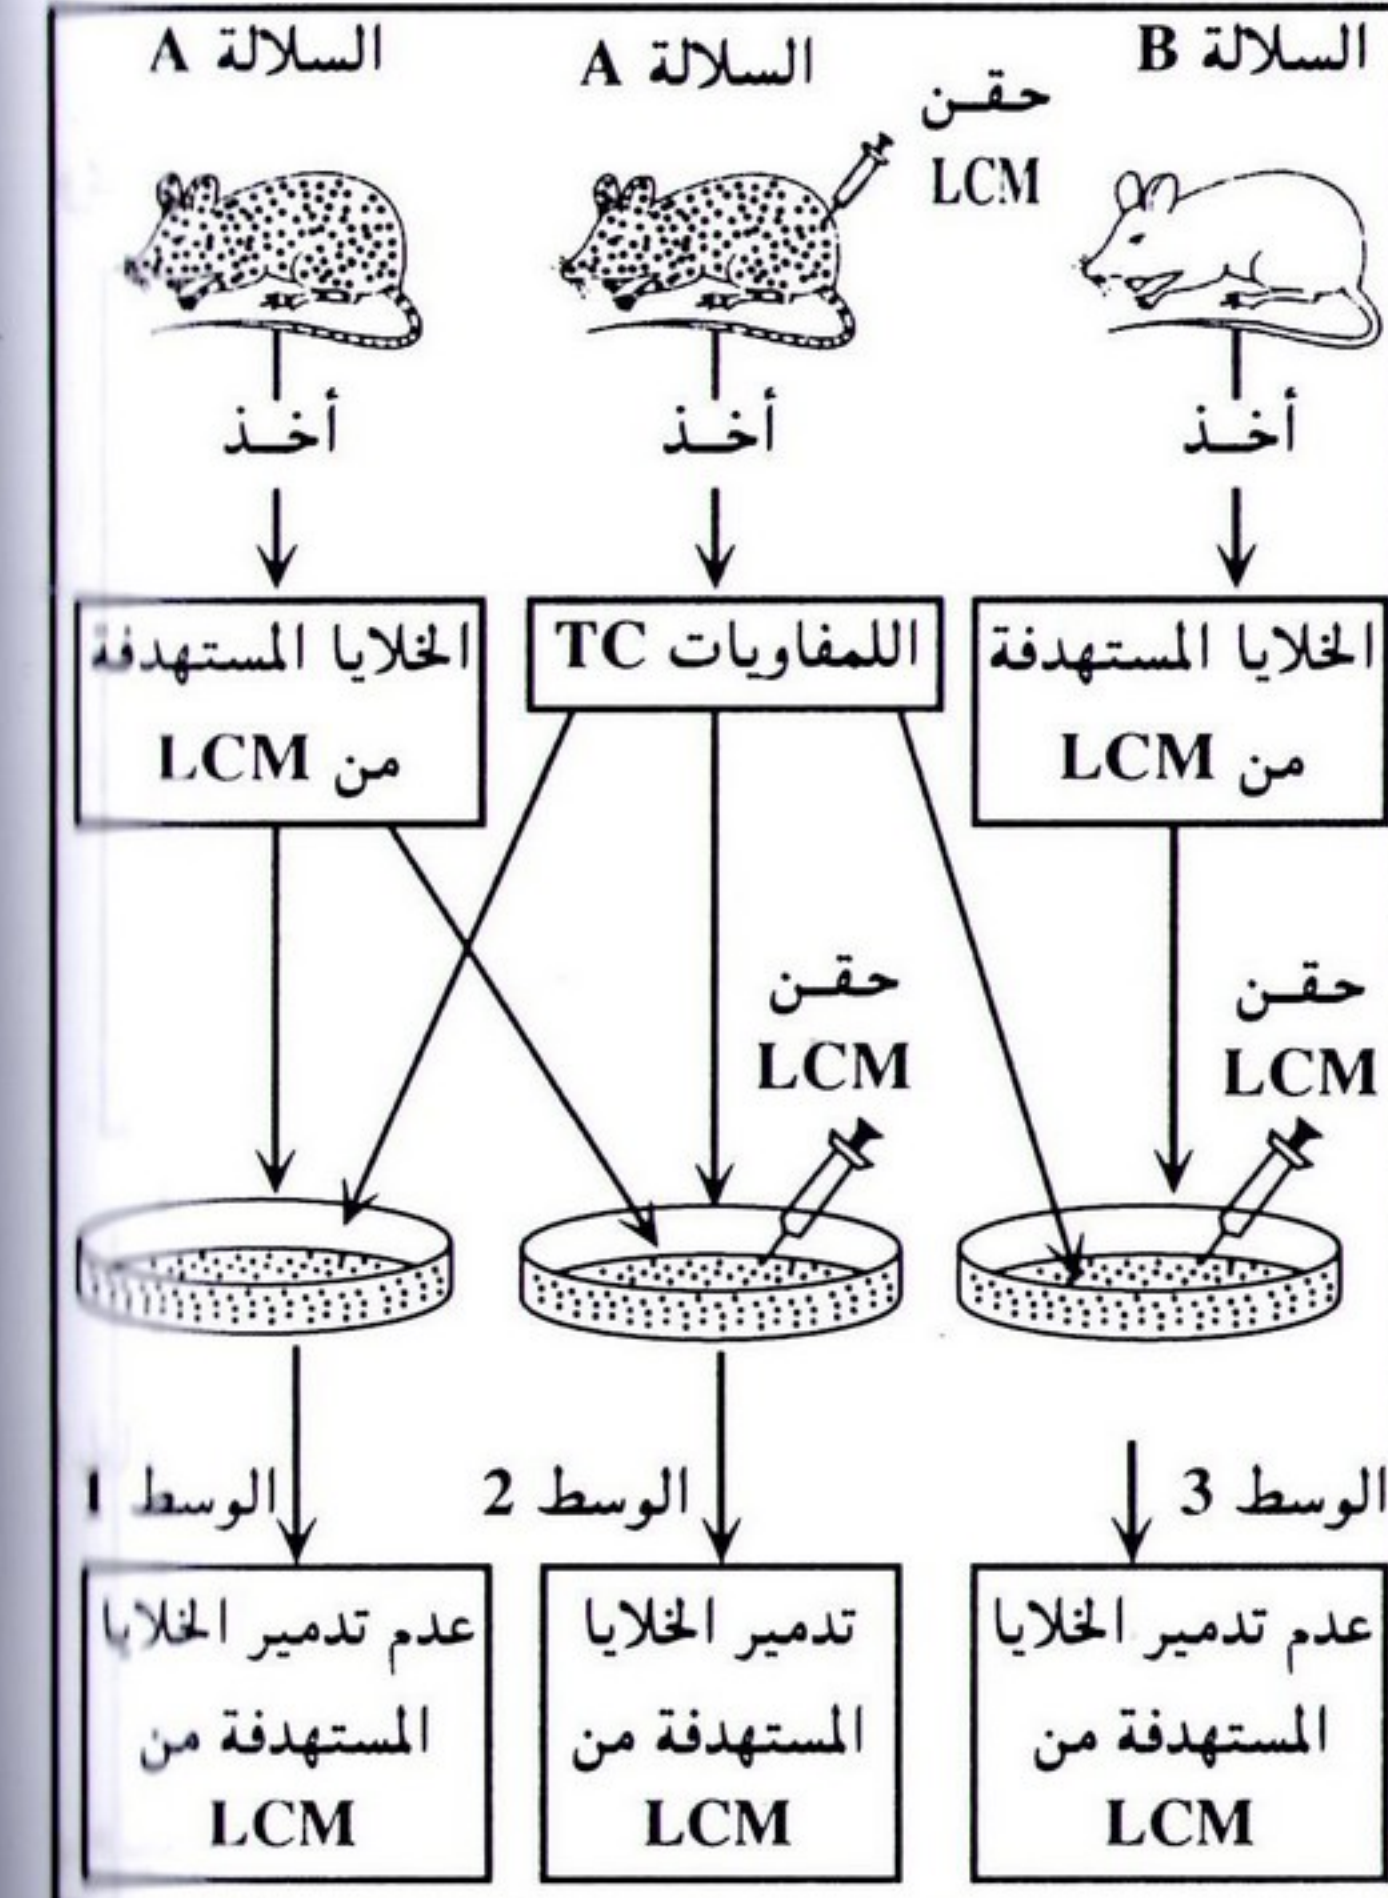 السلالة B
السلالة A
السلالة A
حقن
LCM
أخذ
أخذ
أخذ
الخلايا المستهدفة
من LCM
اللمفاويات TC
الخلايا المستهدفة
من LCM
حقن
LCM
حقن
LCM
الوسط 3
الوسط 2
الوسط 1
عدم تدمير الخلايا
المستهدفة من
LCM
تدمير الخلايا
المستهدفة من
LCM
عدم تدمير الخلايا
المستهدفة من
LCM